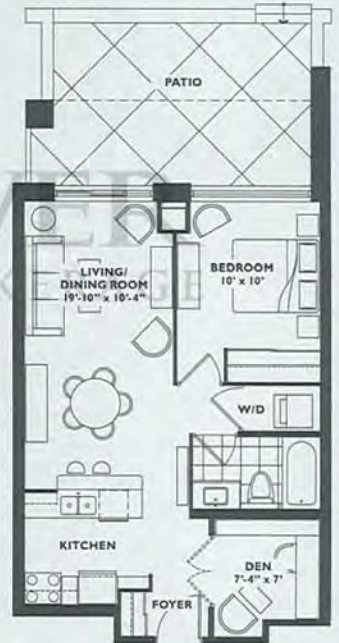 PATIO
LIVING/
DINING ROOM
19'-10" x 10'-4"
BEDROOM
10' x 10'
W/D
KITCHEN
DEN
7'-4" x 7'
FOYER